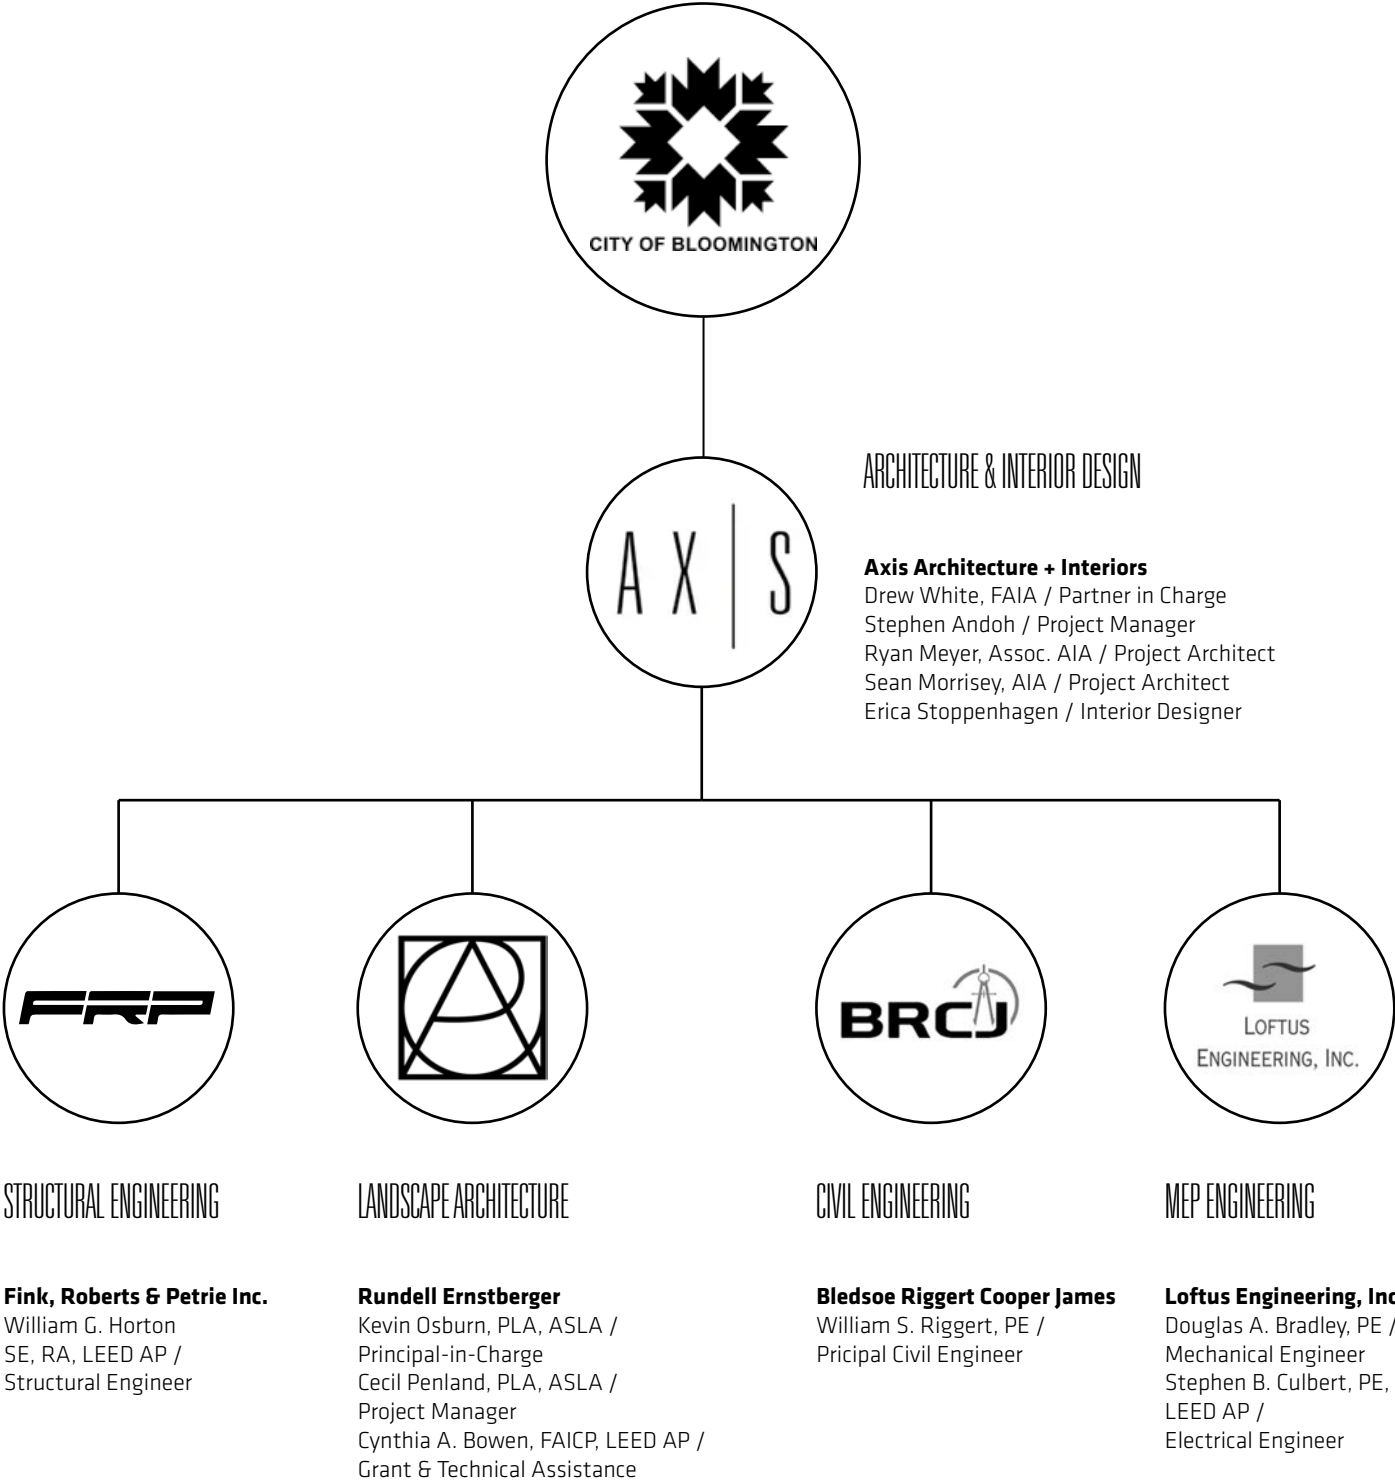 CITY OF BLOOMINGTON
AX|S
ARCHITECTURE & INTERIOR DESIGN
Axis Architecture + Interiors
Drew White, FAIA / Partner in Charge
Stephen Andoh / Project Manager
Ryan Meyer, Assoc. AIA / Project Architect
Sean Morrisey, AIA / Project Architect
Erica Stoppenhagen / Interior Designer
FRP
BRCJ
LOFTUS
ENGINEERING, INC.
STRUCTURAL ENGINEERING
Fink, Roberts & Petrie Inc.
William G. Horton
SE, RA, LEED AP /
Structural Engineer
LANDSCAPE ARCHITECTURE
Rundell Ernstberger
Kevin Osburn, PLA, ASLA /
Principal-in-Charge
Cecil Penland, PLA, ASLA /
Project Manager
Cynthia A. Bowen, FAICP, LEED AP /
Grant & Technical Assistance
CIVIL ENGINEERING
Bledsoe Riggert Cooper James
William S. Riggert, PE /
Pricipal Civil Engineer
MEP ENGINEERING
Loftus Engineering, Inc
Douglas A. Bradley, PE /
Mechanical Engineer
Stephen B. Culbert, PE,
LEED AP /
Electrical Engineer